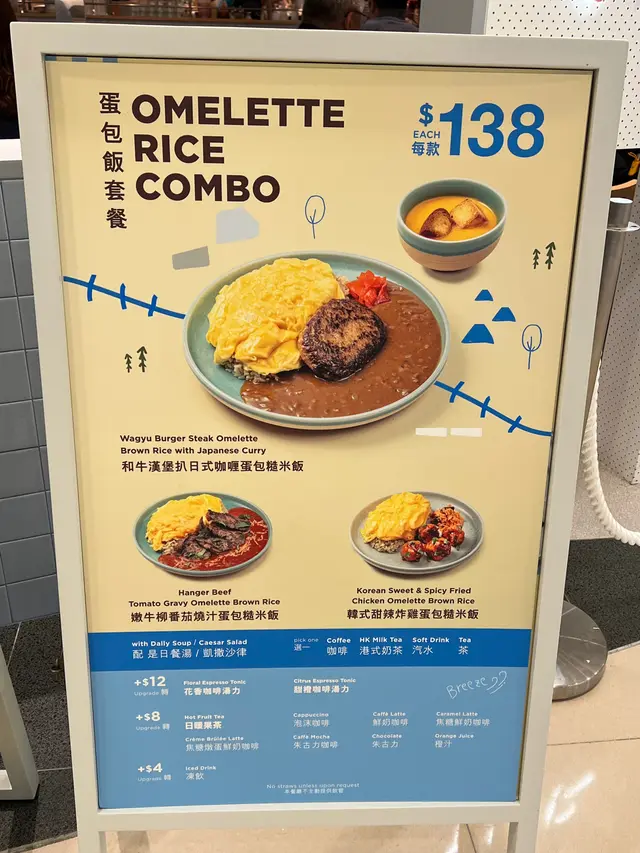 蛋包飯套餐
OMELETTE
RICE
COMBO
$138
EACH
每款
Wagyu Burger Steak Omelette
Brown Rice with Japanese Curry
和牛漢堡扒日式咖喱蛋包糙米飯
Hanger Beef
Tomato Gravy Omelette Brown Rice
嫩牛柳番茄燒汁蛋包糙米飯
Korean Sweet & Spicy Fried
Chicken Omelette Brown Rice
韓式甜辣炸雞蛋包糙米飯
with Daily Soup / Caesar Salad
配 是日餐湯 / 凱撒沙律
pick one
選一
Coffee
咖啡
HK Milk Tea
港式奶茶
Soft Drink
汽水
Tea
茶
+$12
Upgrade 轉
Floral Espresso Tonic
花香咖啡湯力
Citrus Espresso Tonic
甜橙咖啡湯力
Breeze
+$8
Upgrade 轉
Hot Fruit Tea
日曬果茶
Cappuccino
泡沫咖啡
Caffè Latte
鮮奶咖啡
Caramel Latte
焦糖鮮奶咖啡
Crème Brûlée Latte
焦糖燉蛋鮮奶咖啡
Caffè Mocha
朱古力咖啡
Chocolate
朱古力
Orange Juice
橙汁
+$4
Upgrade 轉
Iced Drink
凍飲
No straws unless upon request